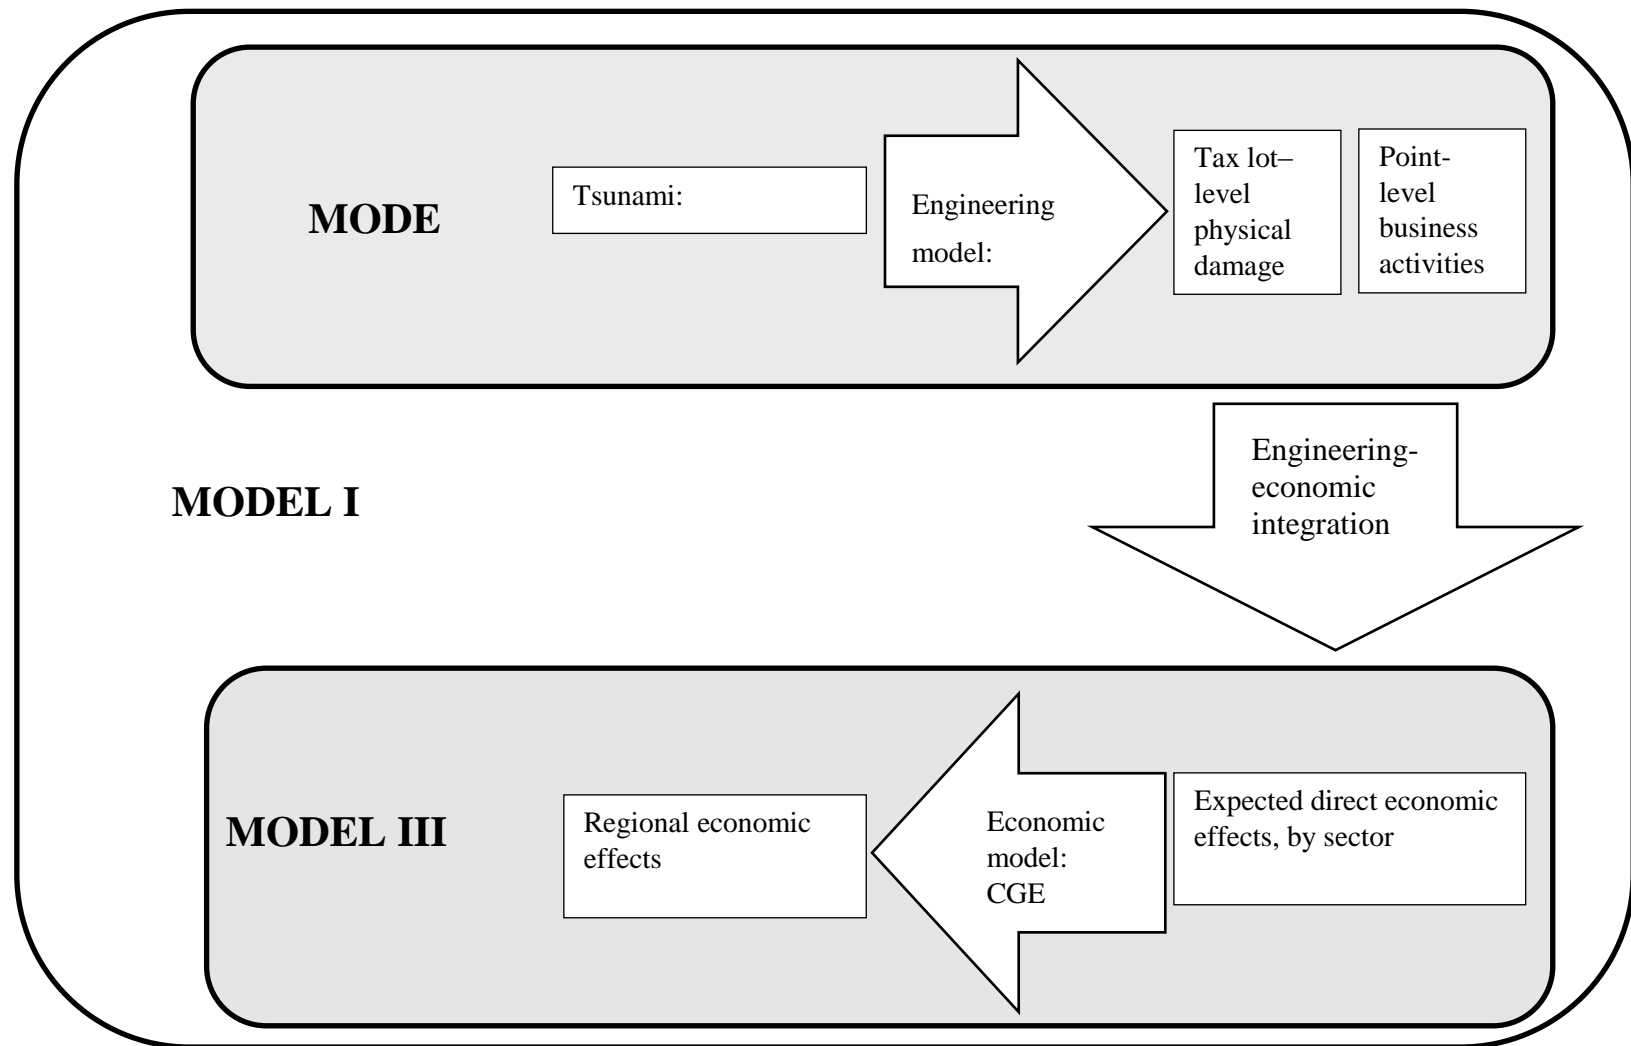 MODE
Tsunami:
Engineering
model:
Tax lot–
level
physical
damage
Point-
level
business
activities
MODEL I
Engineering-
economic
integration
MODEL III
Regional economic
effects
Economic
model:
CGE
Expected direct economic
effects, by sector